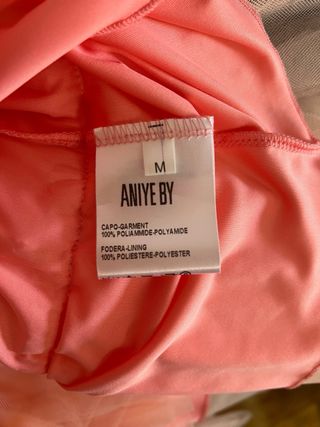 M
ANIYE BY
CAPO-GARMENT
100% POLIAMMIDE-POLYAMIDE
FODERA-LINING
100% POLIESTERE-POLYESTER